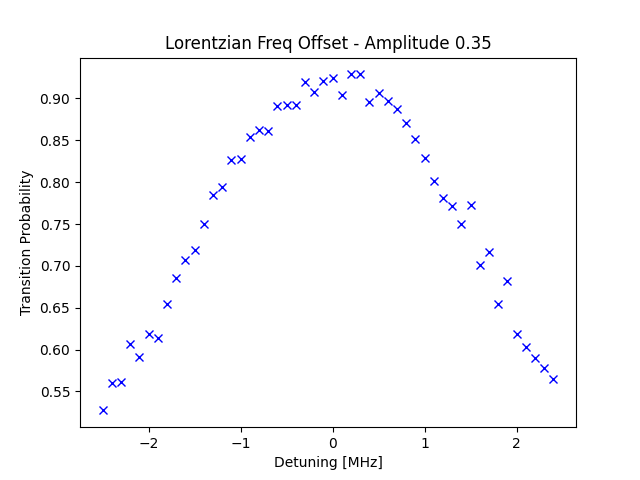 Lorentzian Freq Offset - Amplitude 0.35
Transition Probability
0.90
0.85
0.80
0.75
0.70
0.65
0.60
0.55
−2 −1 0 1 2
Detuning [MHz]